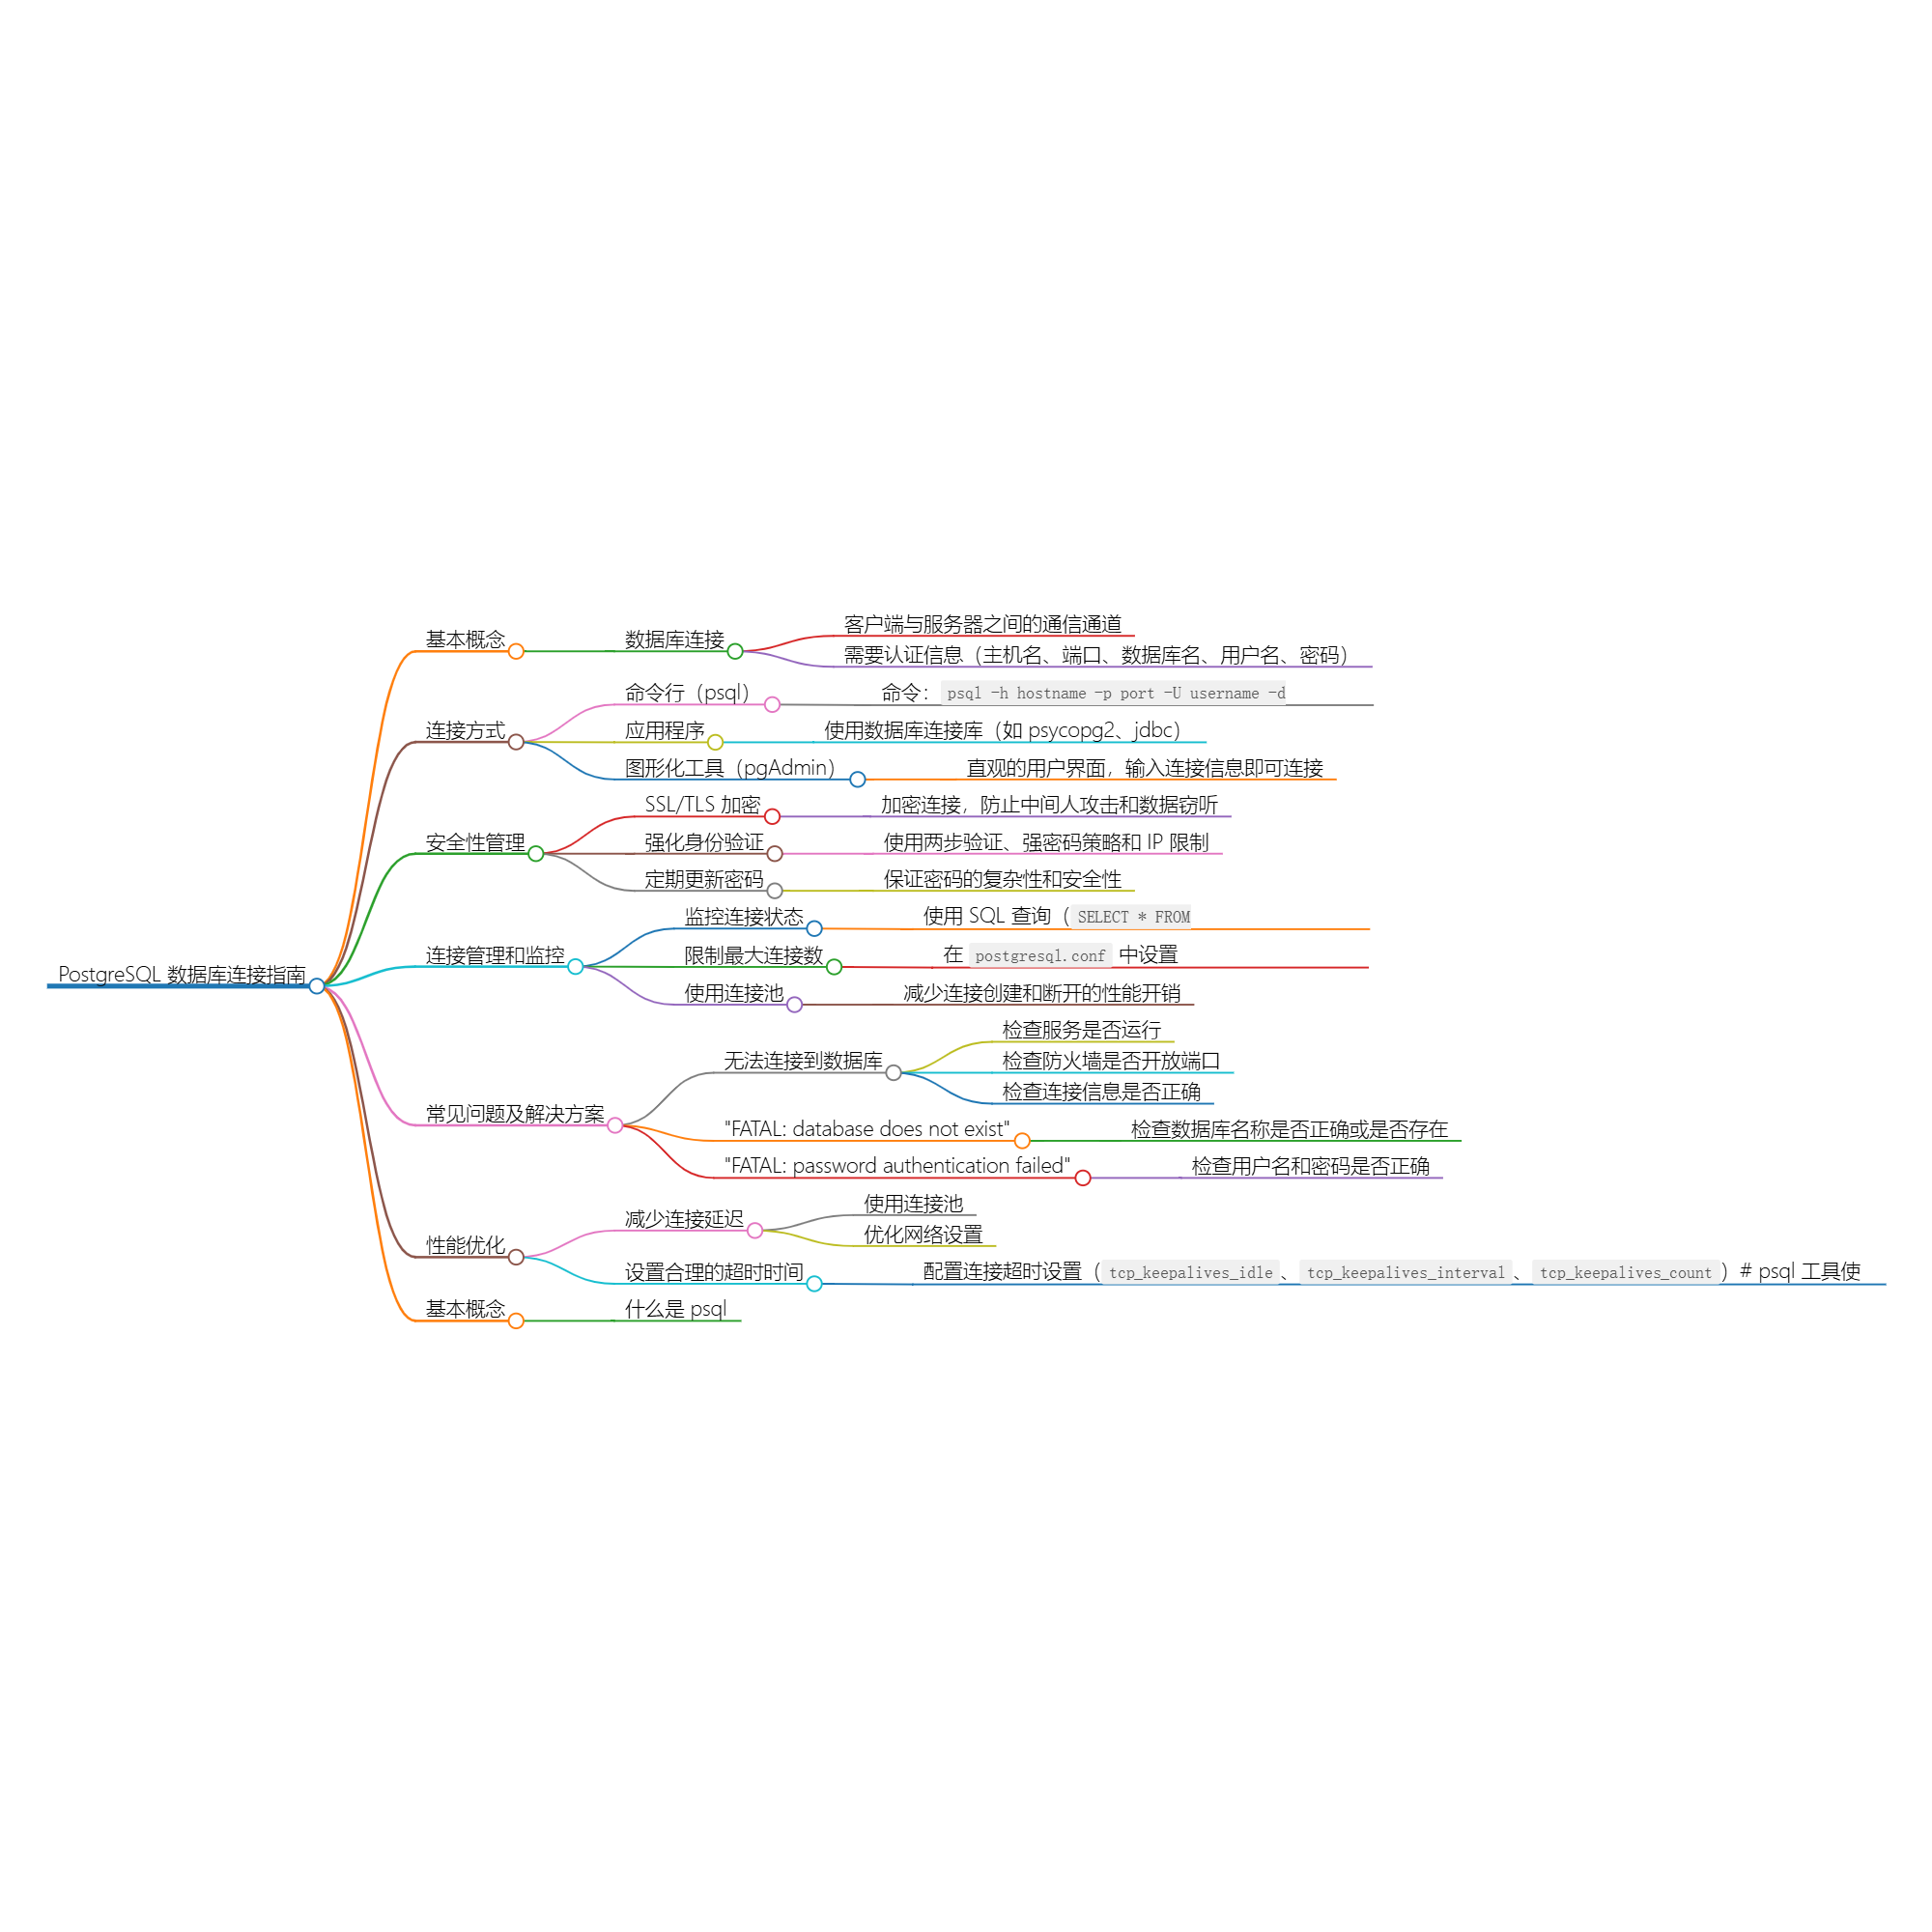 PostgreSQL 数据库连接指南
基本概念
数据库连接
客户端与服务器之间的通信通道
需要认证信息（主机名、端口、数据库名、用户名、密码）
连接方式
命令行（psql）
命令：psql -h hostname -p port -U username -d
应用程序
使用数据库连接库（如 psycopg2、jdbc）
图形化工具（pgAdmin）
直观的用户界面，输入连接信息即可连接
安全性管理
SSL/TLS 加密
加密连接，防止中间人攻击和数据窃听
强化身份验证
使用两步验证、强密码策略和 IP 限制
定期更新密码
保证密码的复杂性和安全性
连接管理和监控
监控连接状态
使用 SQL 查询（SELECT * FROM
限制最大连接数
在 postgresql.conf 中设置
使用连接池
减少连接创建和断开的性能开销
常见问题及解决方案
无法连接到数据库
检查服务是否运行
检查防火墙是否开放端口
检查连接信息是否正确
"FATAL: database does not exist"
检查数据库名称是否正确或是否存在
"FATAL: password authentication failed"
检查用户名和密码是否正确
性能优化
减少连接延迟
使用连接池
优化网络设置
设置合理的超时时间
配置连接超时设置（tcp_keepalives_idle、tcp_keepalives_interval、tcp_keepalives_count）# psql 工具使
基本概念
什么是 psql